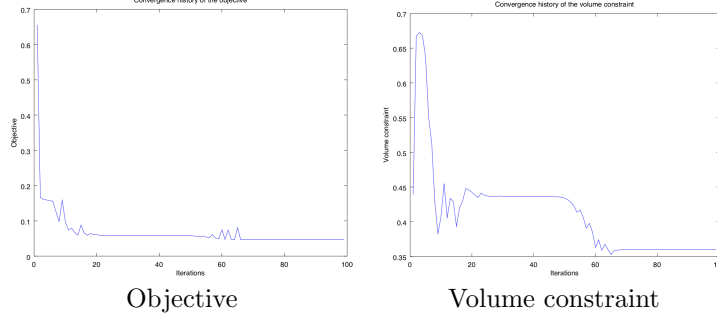 Convergence history of the objective
0.7
0.6
0.5
0.4
0.3
0.2
0.1
0
Objective
0 20 40 60 80 100
Iterations
Objective
Convergence history of the volume constraint
0.7
0.65
0.6
0.55
0.5
0.45
0.4
0.35
Volume constraint
0 20 40 60 80 100
Iterations
Volume constraint